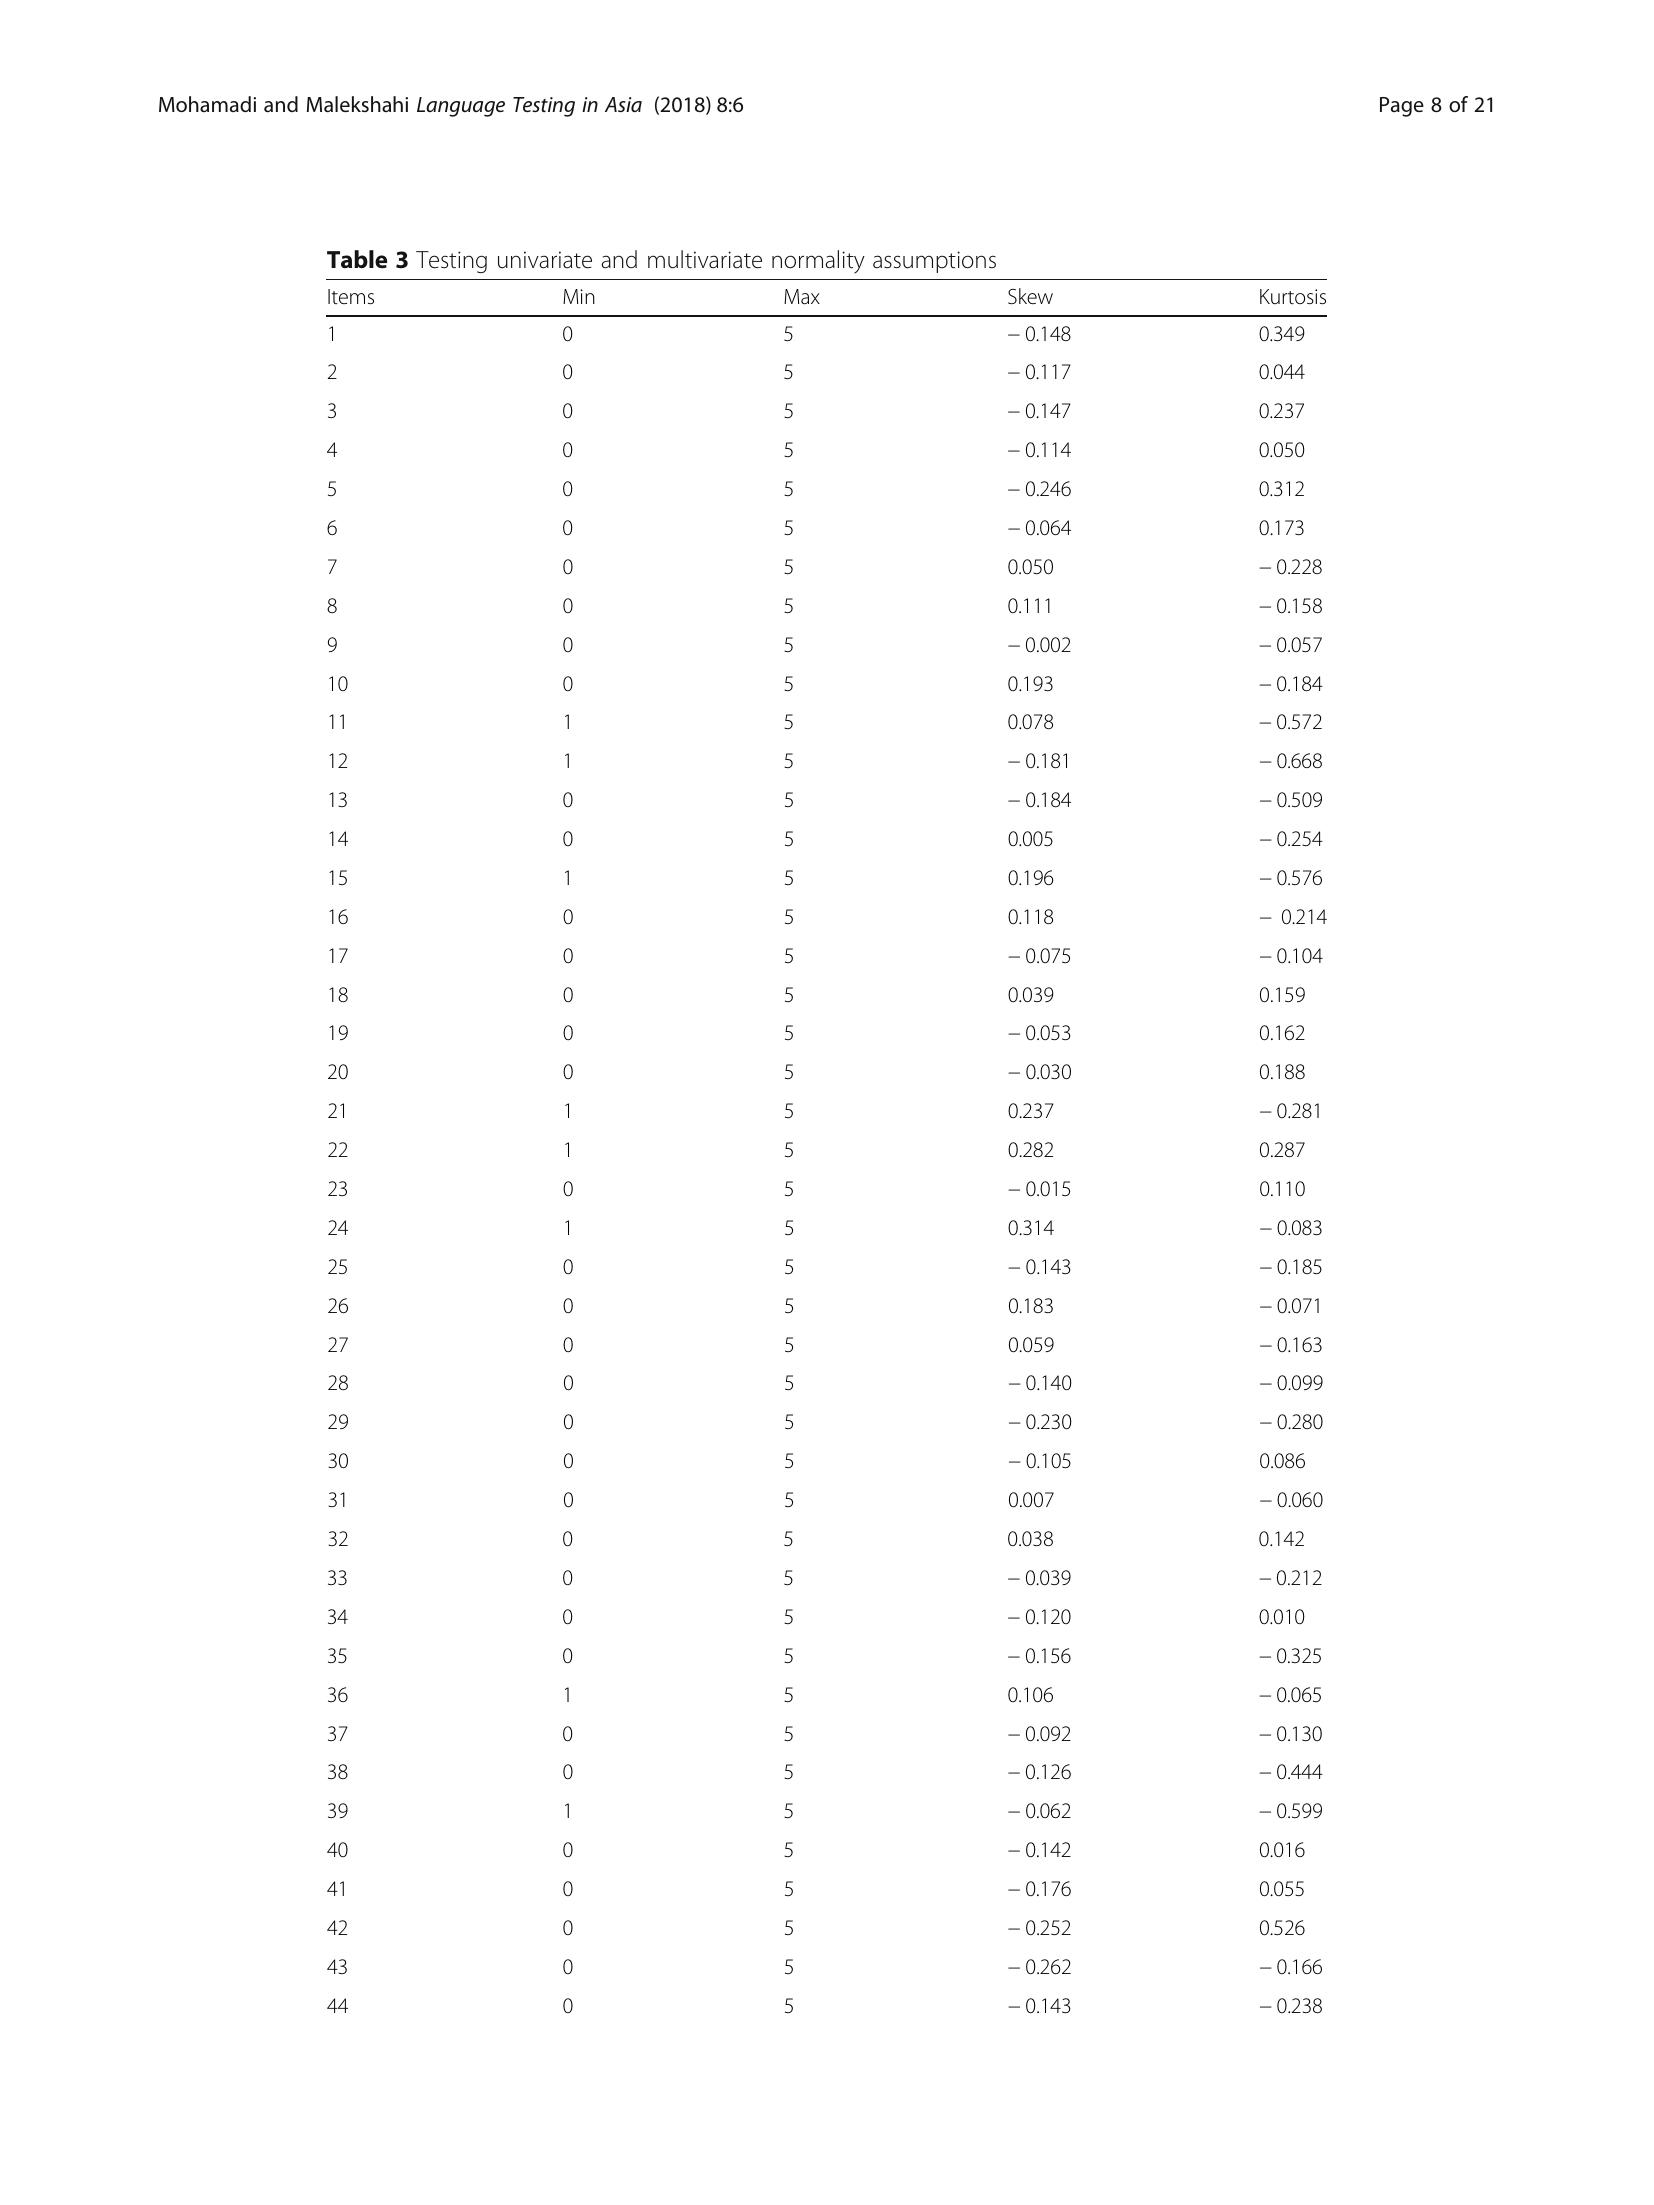 Mohamadi and Malekshahi Language Testing in Asia (2018) 8:6 Page 8 of 21
Table 3 Testing univariate and multivariate normality assumptions
Items Min Max Skew Kurtosis
1 0 5 − 0.148 0.349
2 0 5 − 0.117 0.044
3 0 5 − 0.147 0.237
4 0 5 − 0.114 0.050
5 0 5 − 0.246 0.312
6 0 5 − 0.064 0.173
7 0 5 0.050 − 0.228
8 0 5 0.111 − 0.158
9 0 5 − 0.002 − 0.057
10 0 5 0.193 − 0.184
11 1 5 0.078 − 0.572
12 1 5 − 0.181 − 0.668
13 0 5 − 0.184 − 0.509
14 0 5 0.005 − 0.254
15 1 5 0.196 − 0.576
16 0 5 0.118 − 0.214
17 0 5 − 0.075 − 0.104
18 0 5 0.039 0.159
19 0 5 − 0.053 0.162
20 0 5 − 0.030 0.188
21 1 5 0.237 − 0.281
22 1 5 0.282 0.287
23 0 5 − 0.015 0.110
24 1 5 0.314 − 0.083
25 0 5 − 0.143 − 0.185
26 0 5 0.183 − 0.071
27 0 5 0.059 − 0.163
28 0 5 − 0.140 − 0.099
29 0 5 − 0.230 − 0.280
30 0 5 − 0.105 0.086
31 0 5 0.007 − 0.060
32 0 5 0.038 0.142
33 0 5 − 0.039 − 0.212
34 0 5 − 0.120 0.010
35 0 5 − 0.156 − 0.325
36 1 5 0.106 − 0.065
37 0 5 − 0.092 − 0.130
38 0 5 − 0.126 − 0.444
39 1 5 − 0.062 − 0.599
40 0 5 − 0.142 0.016
41 0 5 − 0.176 0.055
42 0 5 − 0.252 0.526
43 0 5 − 0.262 − 0.166
44 0 5 − 0.143 − 0.238